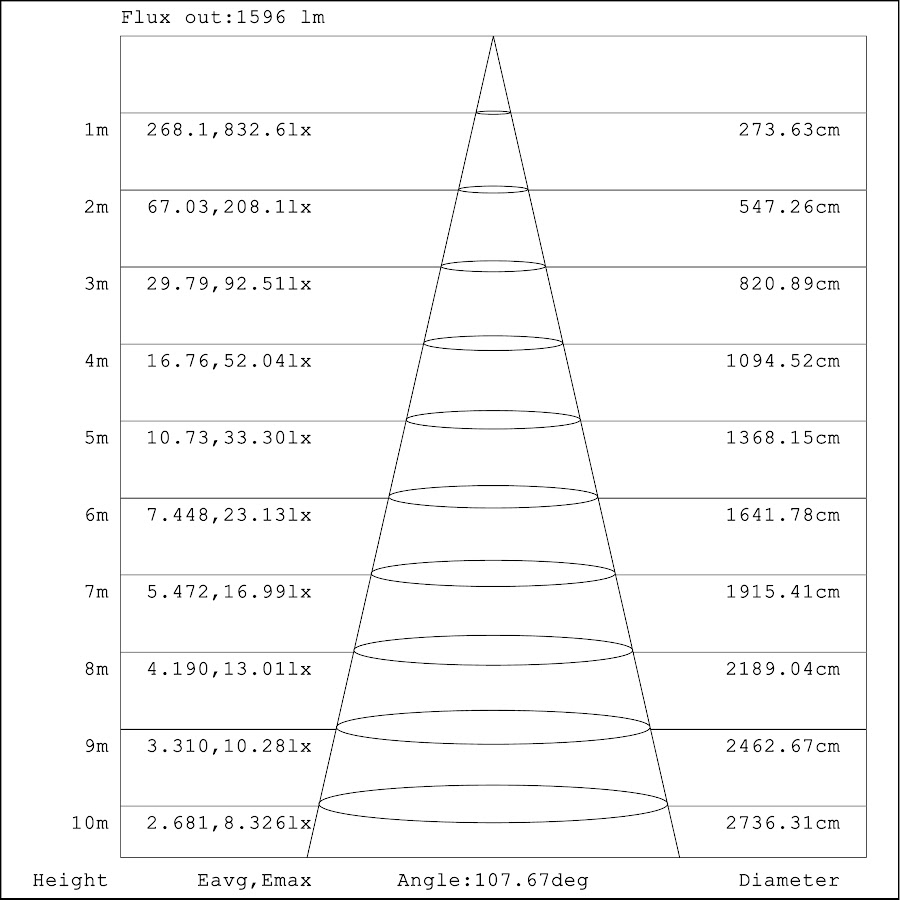 Flux out:1596 lm
1m 268.1,832.6lx 273.63cm
2m 67.03,208.1lx 547.26cm
3m 29.79,92.51lx 820.89cm
4m 16.76,52.04lx 1094.52cm
5m 10.73,33.30lx 1368.15cm
6m 7.448,23.13lx 1641.78cm
7m 5.472,16.99lx 1915.41cm
8m 4.190,13.01lx 2189.04cm
9m 3.310,10.28lx 2462.67cm
10m 2.681,8.326lx 2736.31cm
Height Eavg,Emax Angle:107.67deg Diameter